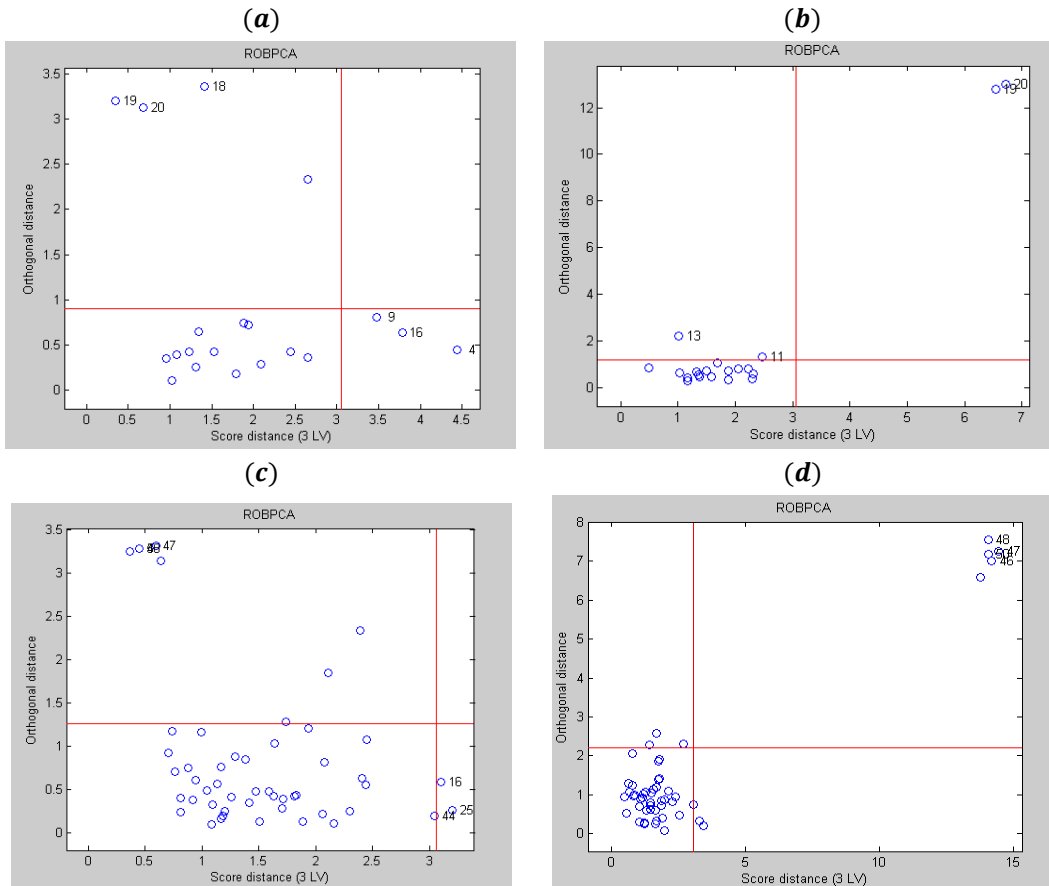 (a)
ROBPCA
3.5
3
2.5
2
1.5
1
0.5
0
Orthogonal distance
18
19
20
9
16
4
0 0.5 1 1.5 2 2.5 3 3.5 4 4.5
Score distance (3 LV)
(b)
ROBPCA
12
10
8
6
4
2
0
Orthogonal distance
20
19
13
11
0 1 2 3 4 5 6 7
Score distance (3 LV)
(c)
ROBPCA
3.5
3
2.5
2
1.5
1
0.5
0
Orthogonal distance
47
16
25
44
0 0.5 1 1.5 2 2.5 3
Score distance (3 LV)
(d)
ROBPCA
8
7
6
5
4
3
2
1
0
Orthogonal distance
48
47
46
0 5 10 15
Score distance (3 LV)